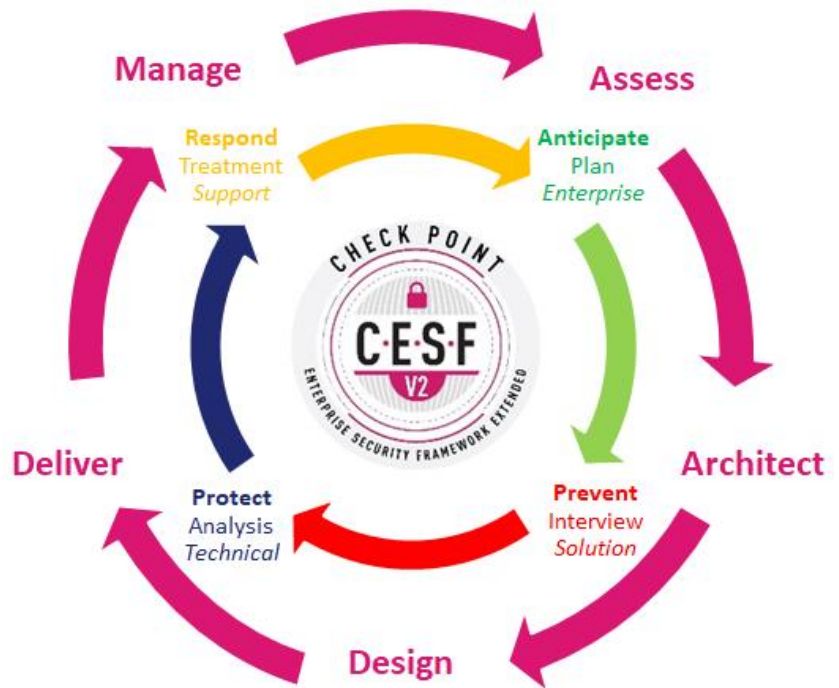 Manage
Assess
Respond
Treatment
Support
Anticipate
Plan
Enterprise
CHECK POINT
C·E·S·F
V2
ENTERPRISE SECURITY FRAMEWORK EXTENDED
Deliver
Architect
Protect
Analysis
Technical
Prevent
Interview
Solution
Design